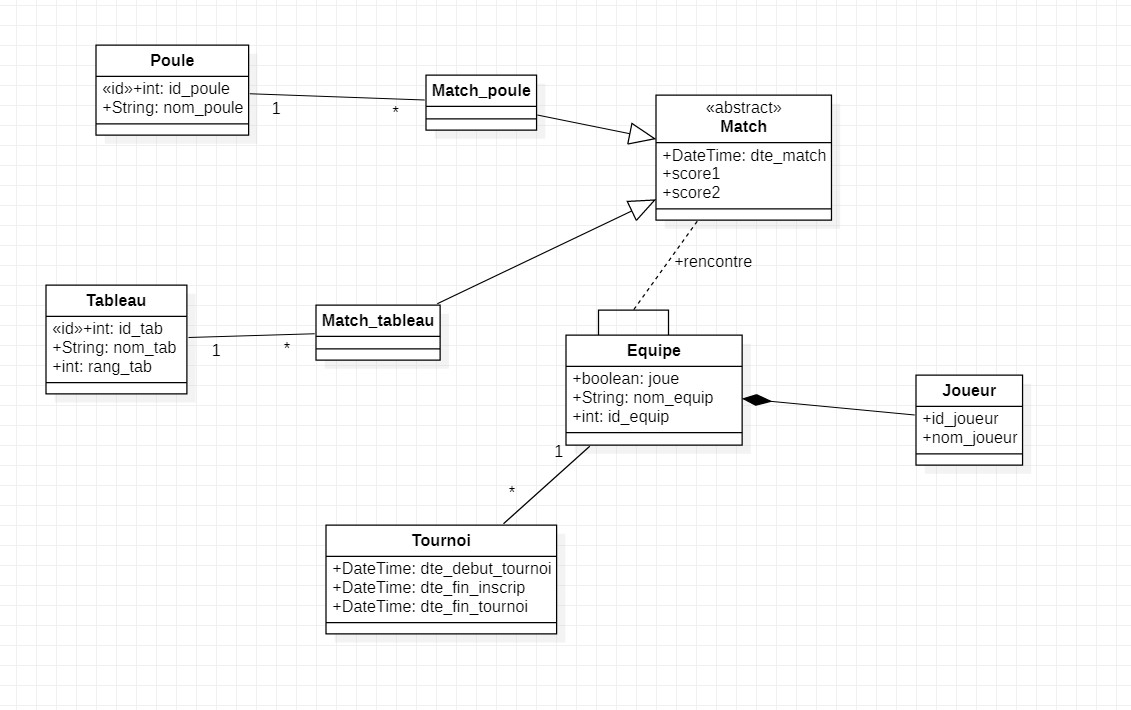 Poule
«id»+int: id_poule
+String: nom_poule
1
*
Match_poule
«abstract»
Match
+DateTime: dte_match
+score1
+score2
+rencontre
Tableau
«id»+int: id_tab
+String: nom_tab
+int: rang_tab
1
*
Match_tableau
Equipe
+boolean: joue
+String: nom_equip
+int: id_equip
Joueur
+id_joueur
+nom_joueur
1
*
Tournoi
+DateTime: dte_debut_tournoi
+DateTime: dte_fin_inscrip
+DateTime: dte_fin_tournoi